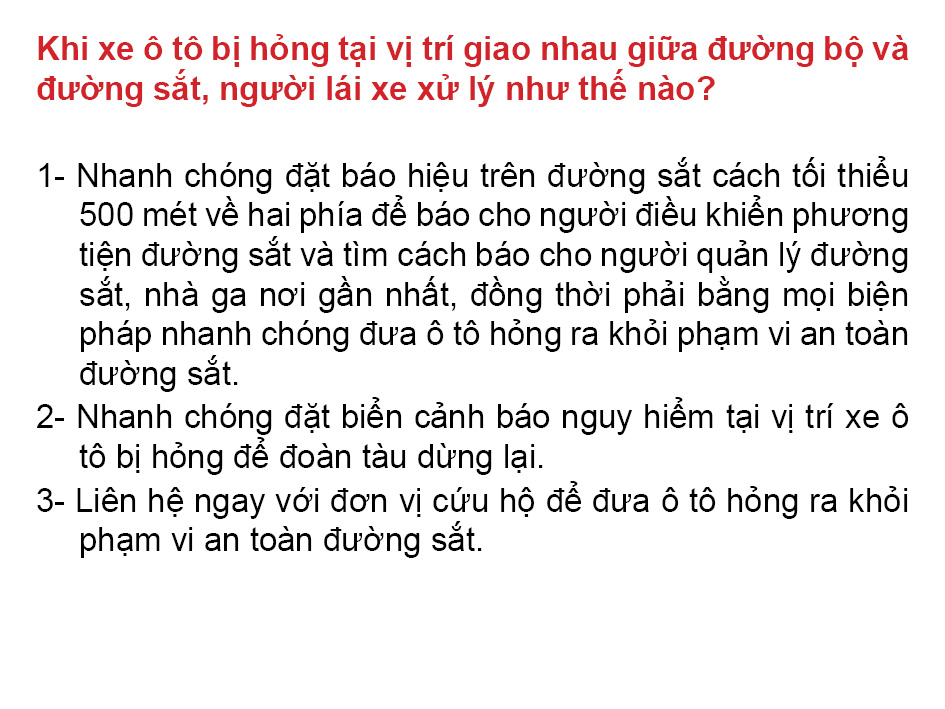 Khi xe ô tô bị hỏng tại vị trí giao nhau giữa đường bộ và
đường sắt, người lái xe xử lý như thế nào?
1- Nhanh chóng đặt báo hiệu trên đường sắt cách tối thiểu
500 mét về hai phía để báo cho người điều khiển phương
tiện đường sắt và tìm cách báo cho người quản lý đường
sắt, nhà ga nơi gần nhất, đồng thời phải bằng mọi biện
pháp nhanh chóng đưa ô tô hỏng ra khỏi phạm vi an toàn
đường sắt.
2- Nhanh chóng đặt biển cảnh báo nguy hiểm tại vị trí xe ô
tô bị hỏng để đoàn tàu dừng lại.
3- Liên hệ ngay với đơn vị cứu hộ để đưa ô tô hỏng ra khỏi
phạm vi an toàn đường sắt.